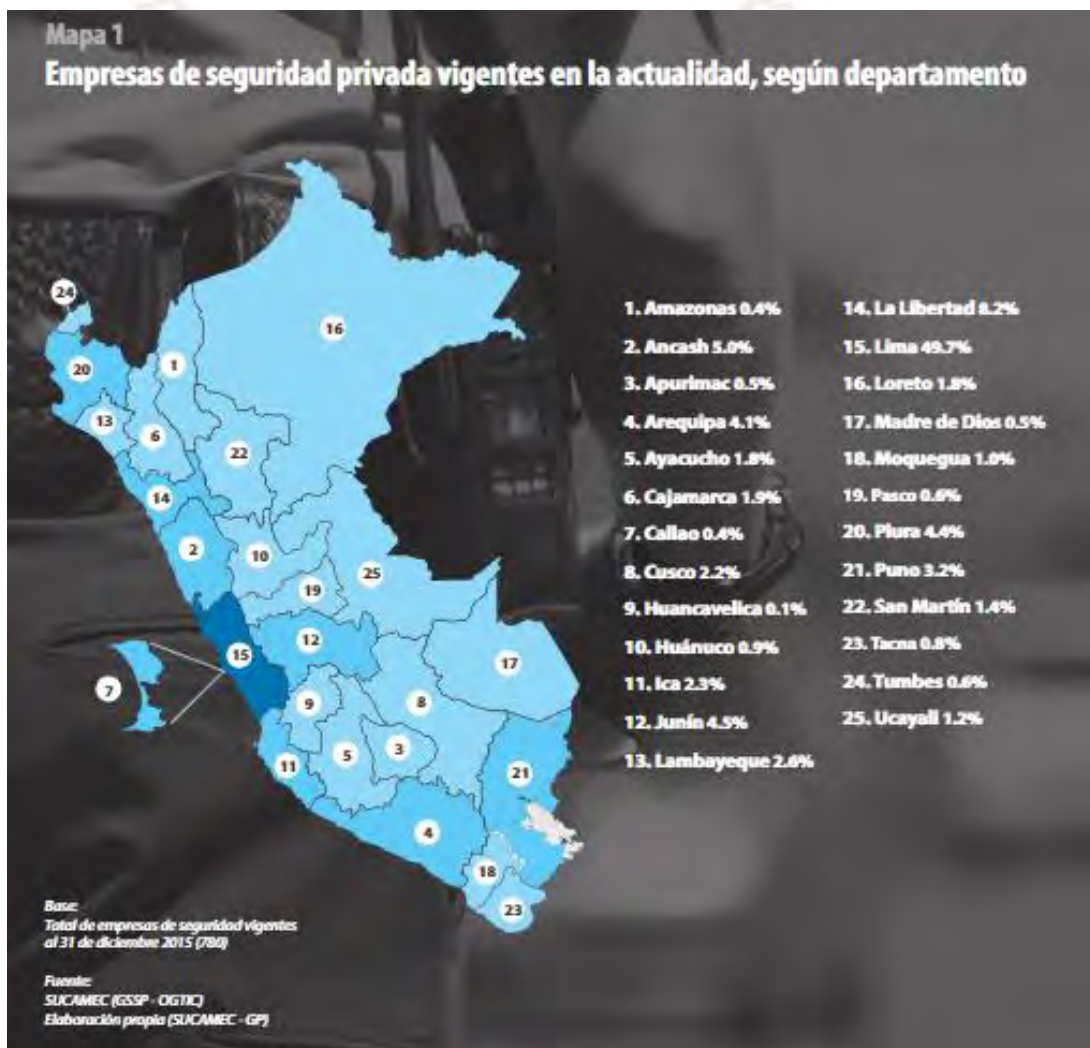 Mapa 1
Empresas de seguridad privada vigentes en la actualidad, según departamento
24
16
20
1
13
6
22
14
2
10
25
19
12
15
17
7
9
8
11
5
3
21
4
18
23
1. Amazonas 0.4%
2. Ancash 5.0%
3. Apurimac 0.5%
4. Arequipa 4.1%
5. Ayacucho 1.8%
6. Cajamarca 1.9%
7. Callao 0.4%
8. Cusco 2.2%
9. Huancavelica 0.1%
10. Huánuco 0.9%
11. Ica 2.3%
12. Junín 4.5%
13. Lambayeque 2.6%
14. La Libertad 8.2%
15. Lima 49.7%
16. Loreto 1.8%
17. Madre de Dios 0.5%
18. Moquegua 1.0%
19. Pasco 0.6%
20. Piura 4.4%
21. Puno 3.2%
22. San Martín 1.4%
23. Tacna 0.8%
24. Tumbes 0.6%
25. Ucayali 1.2%
Base:
Total de empresas de seguridad vigentes
al 31 de diciembre 2015 (780)
Fuente:
SUCAMEC (GSSP - OGTIC)
Elaboración propia (SUCAMEC - GP)